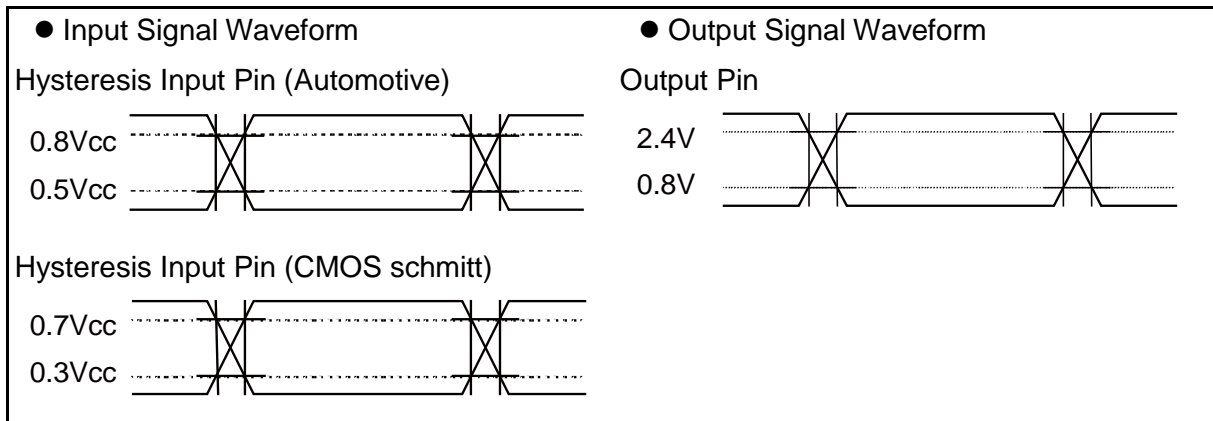 ● Input Signal Waveform
Hysteresis Input Pin (Automotive)
0.8Vcc
0.5Vcc
Hysteresis Input Pin (CMOS schmitt)
0.7Vcc
0.3Vcc
● Output Signal Waveform
Output Pin
2.4V
0.8V